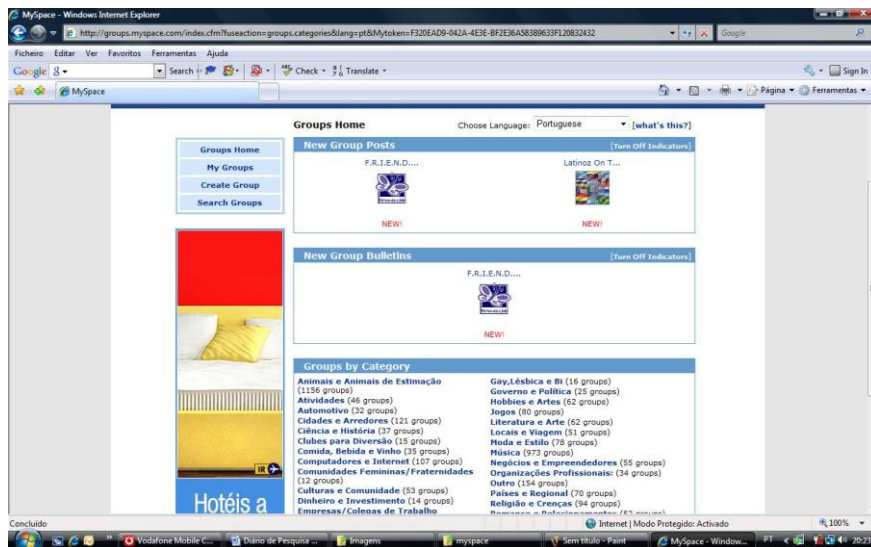 MySpace - Windows Internet Explorer
http://groups.myspace.com/index.cfm?fuseaction=groups.categories&lang=pt&Mytoken=F320EAD9-042A-4E3E-BF2E36A58389633F120832432
Google
Ficheiro Editar Ver Favoritos Ferramentas Ajuda
Google Search Check Translate Sign In
MySpace Página Ferramentas
Groups Home Choose Language: Portuguese [what's this?]
Groups Home
My Groups
Create Group
Search Groups
New Group Posts [Turn Off Indicators]
F.R.I.E.N.D.... Latinoz On T...
NEW! NEW!
New Group Bulletins [Turn Off Indicators]
F.R.I.E.N.D....
NEW!
Groups by Category
Animais e Animais de Estimação
(1156 groups)
Atividades (46 groups)
Automotivo (32 groups)
Cidades e Arredores (121 groups)
Ciência e História (37 groups)
Clubes para Diversão (15 groups)
Comida, Bebida e Vinho (35 groups)
Computadores e Internet (107 groups)
Comunidades Femininas/Fraternidades
(12 groups)
Culturas e Comunidade (53 groups)
Dinheiro e Investimento (14 groups)
Empresas/Colegas de Trabalho
Gay,Lésbica e Bi (16 groups)
Governo e Política (25 groups)
Hobbies e Artes (62 groups)
Jogos (80 groups)
Literatura e Arte (62 groups)
Locais e Viagem (51 groups)
Moda e Estilo (78 groups)
Música (973 groups)
Negócios e Empreendedores (55 groups)
Organizações Profissionais: (34 groups)
Outro (154 groups)
Países e Regional (70 groups)
Religião e Crenças (94 groups)
Romance e Relacionamentos (52 groups)
IR
Hotéis a
Concluído Internet | Modo Protegido: Activado 100%
Vodafone Mobile C... Diário de Pesquisa ... Imagens myspace Sem título - Paint MySpace - Window... PT 20:23